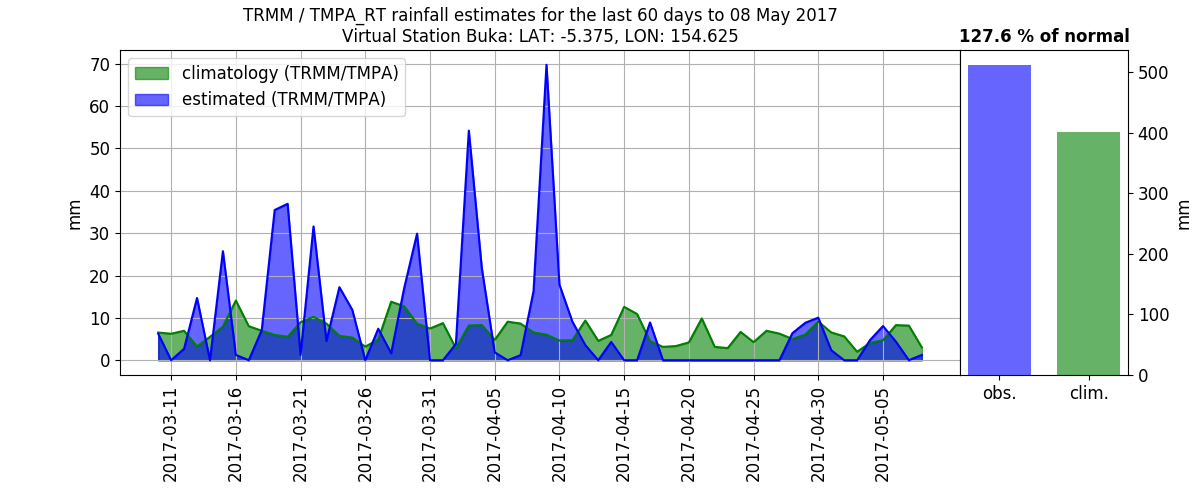 TRMM / TMPA_RT rainfall estimates for the last 60 days to 08 May 2017
Virtual Station Buka: LAT: -5.375, LON: 154.625
127.6 % of normal
climatology (TRMM/TMPA)
estimated (TRMM/TMPA)
mm
70
60
50
40
30
20
10
0
2017-03-11
2017-03-16
2017-03-21
2017-03-26
2017-03-31
2017-04-05
2017-04-10
2017-04-15
2017-04-20
2017-04-25
2017-04-30
2017-05-05
500
400
300
200
100
0
mm
obs.
clim.